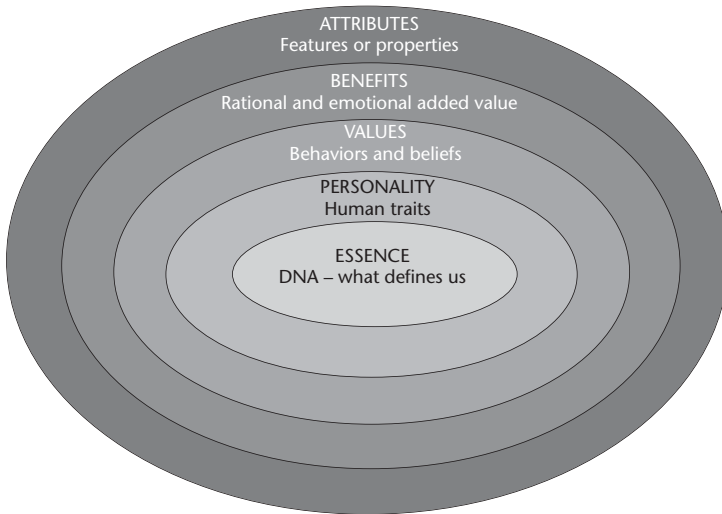 ATTRIBUTES
Features or properties
BENEFITS
Rational and emotional added value
VALUES
Behaviors and beliefs
PERSONALITY
Human traits
ESSENCE
DNA – what defines us